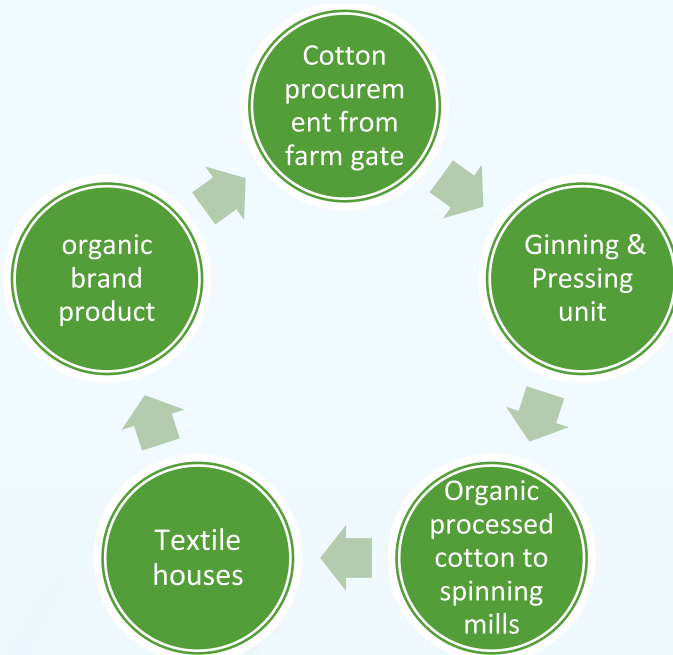 Cotton
procurem
ent from
farm gate
Ginning &
Pressing
unit
Organic
processed
cotton to
spinning
mills
Textile
houses
organic
brand
product